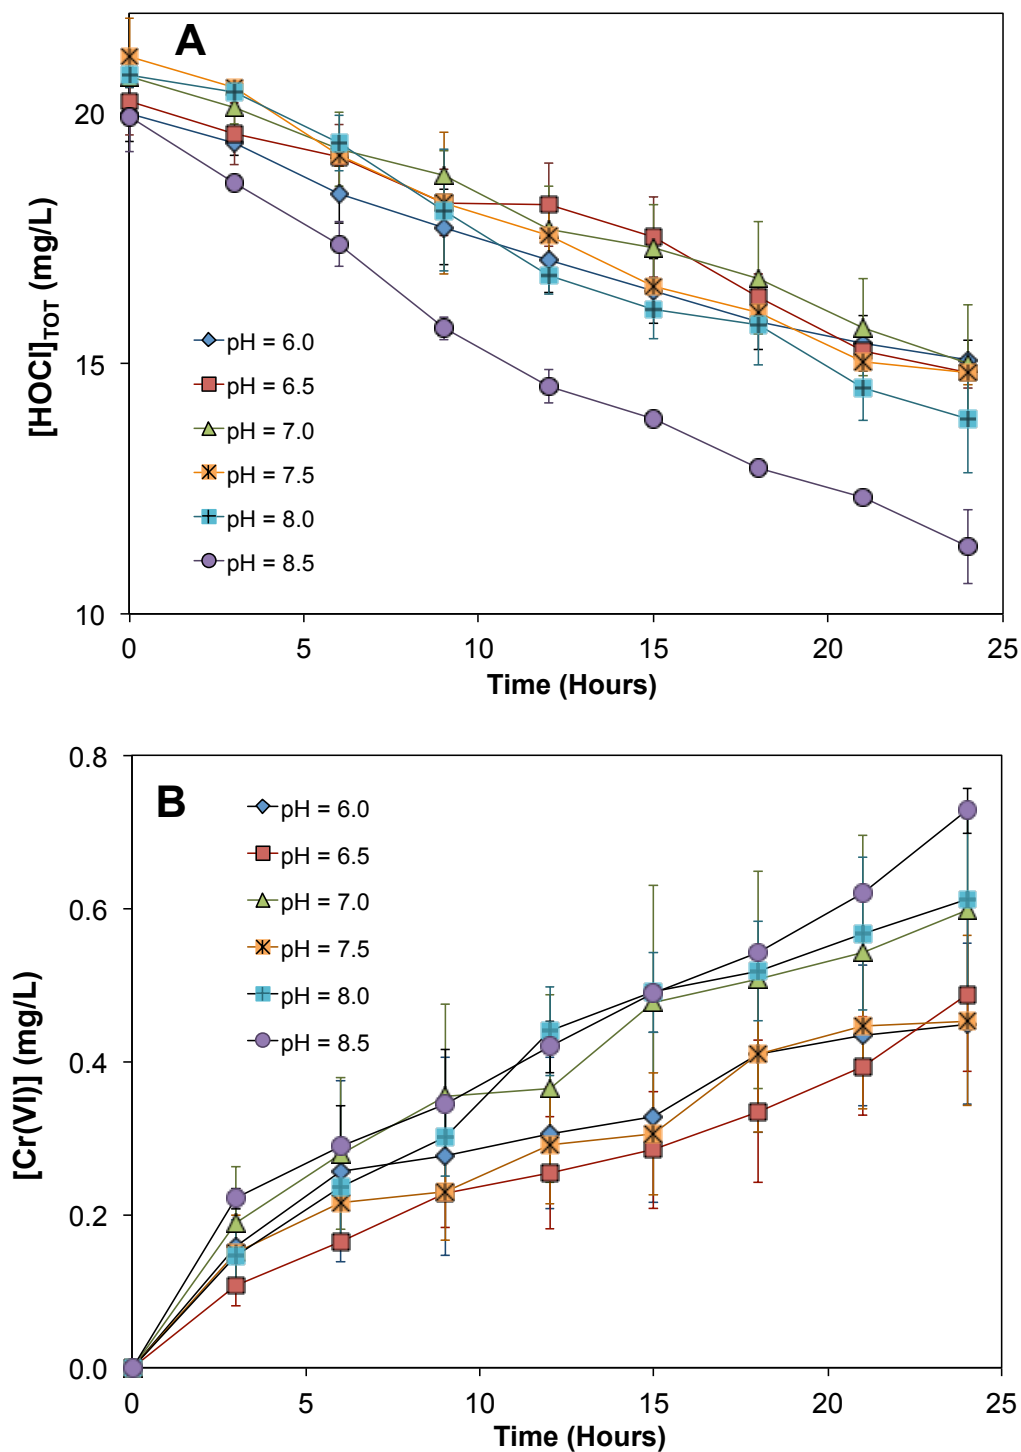 A
20
15
10
[HOCl]TOT (mg/L)
pH = 6.0
pH = 6.5
pH = 7.0
pH = 7.5
pH = 8.0
pH = 8.5
0 5 10 15 20 25
Time (Hours)
B
0.8
0.6
0.4
0.2
0.0
[Cr(VI)] (mg/L)
pH = 6.0
pH = 6.5
pH = 7.0
pH = 7.5
pH = 8.0
pH = 8.5
0 5 10 15 20 25
Time (Hours)